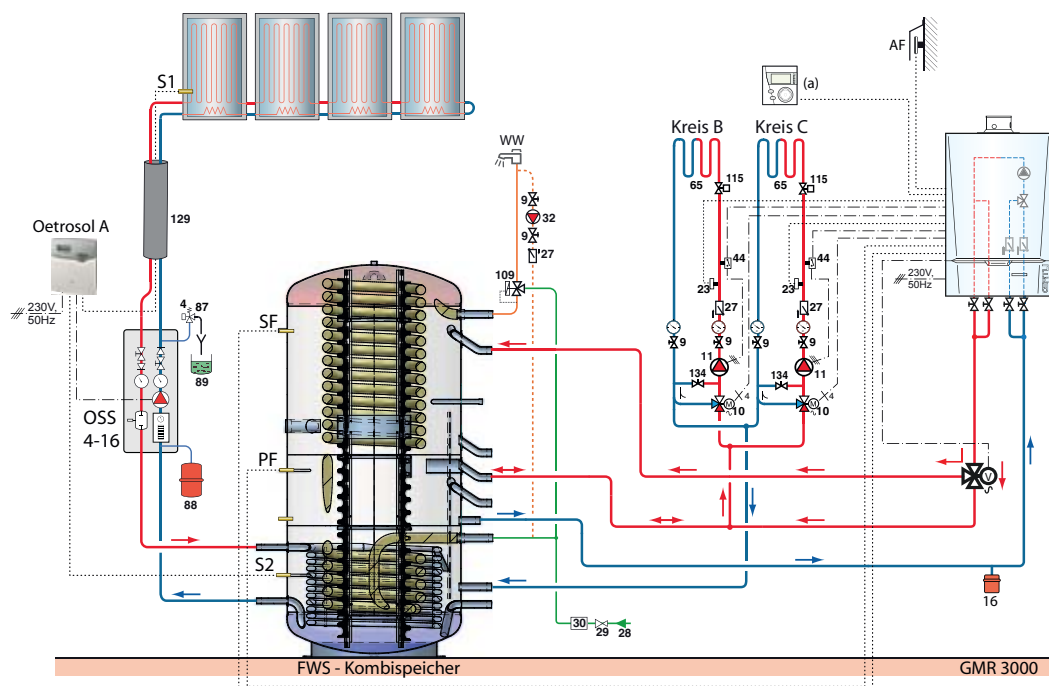 AF
S1
(a)
Kreis B
Kreis C
WW
65
115
65
115
9
32
129
Oetrosol A
9
27
44
44
109
23
23
230V,
50Hz
230V,
50Hz
4
87
SF
27
27
9
9
9
9
89
11
11
134
134
OSS
4-16
M
X 4
10
M
X 4
10
PF
V
88
S2
16
30
29
28
FWS - Kombispeicher
GMR 3000